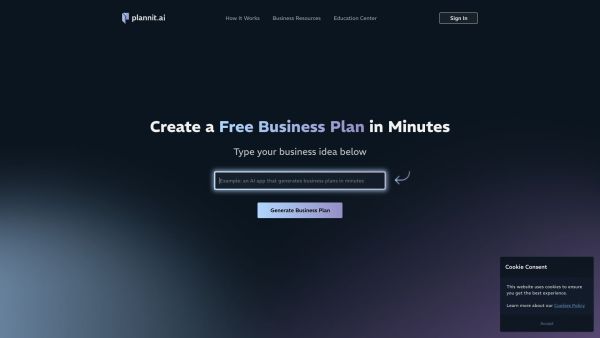 plannit.ai
How It Works
Business Resources
Education Center
Sign In
Create a Free Business Plan in Minutes
Type your business idea below
Example: an AI app that generates business plans in minutes
Generate Business Plan
Cookie Consent
This website uses cookies to ensure
you get the best experience.
Learn more about our Cookies Policy
Accept